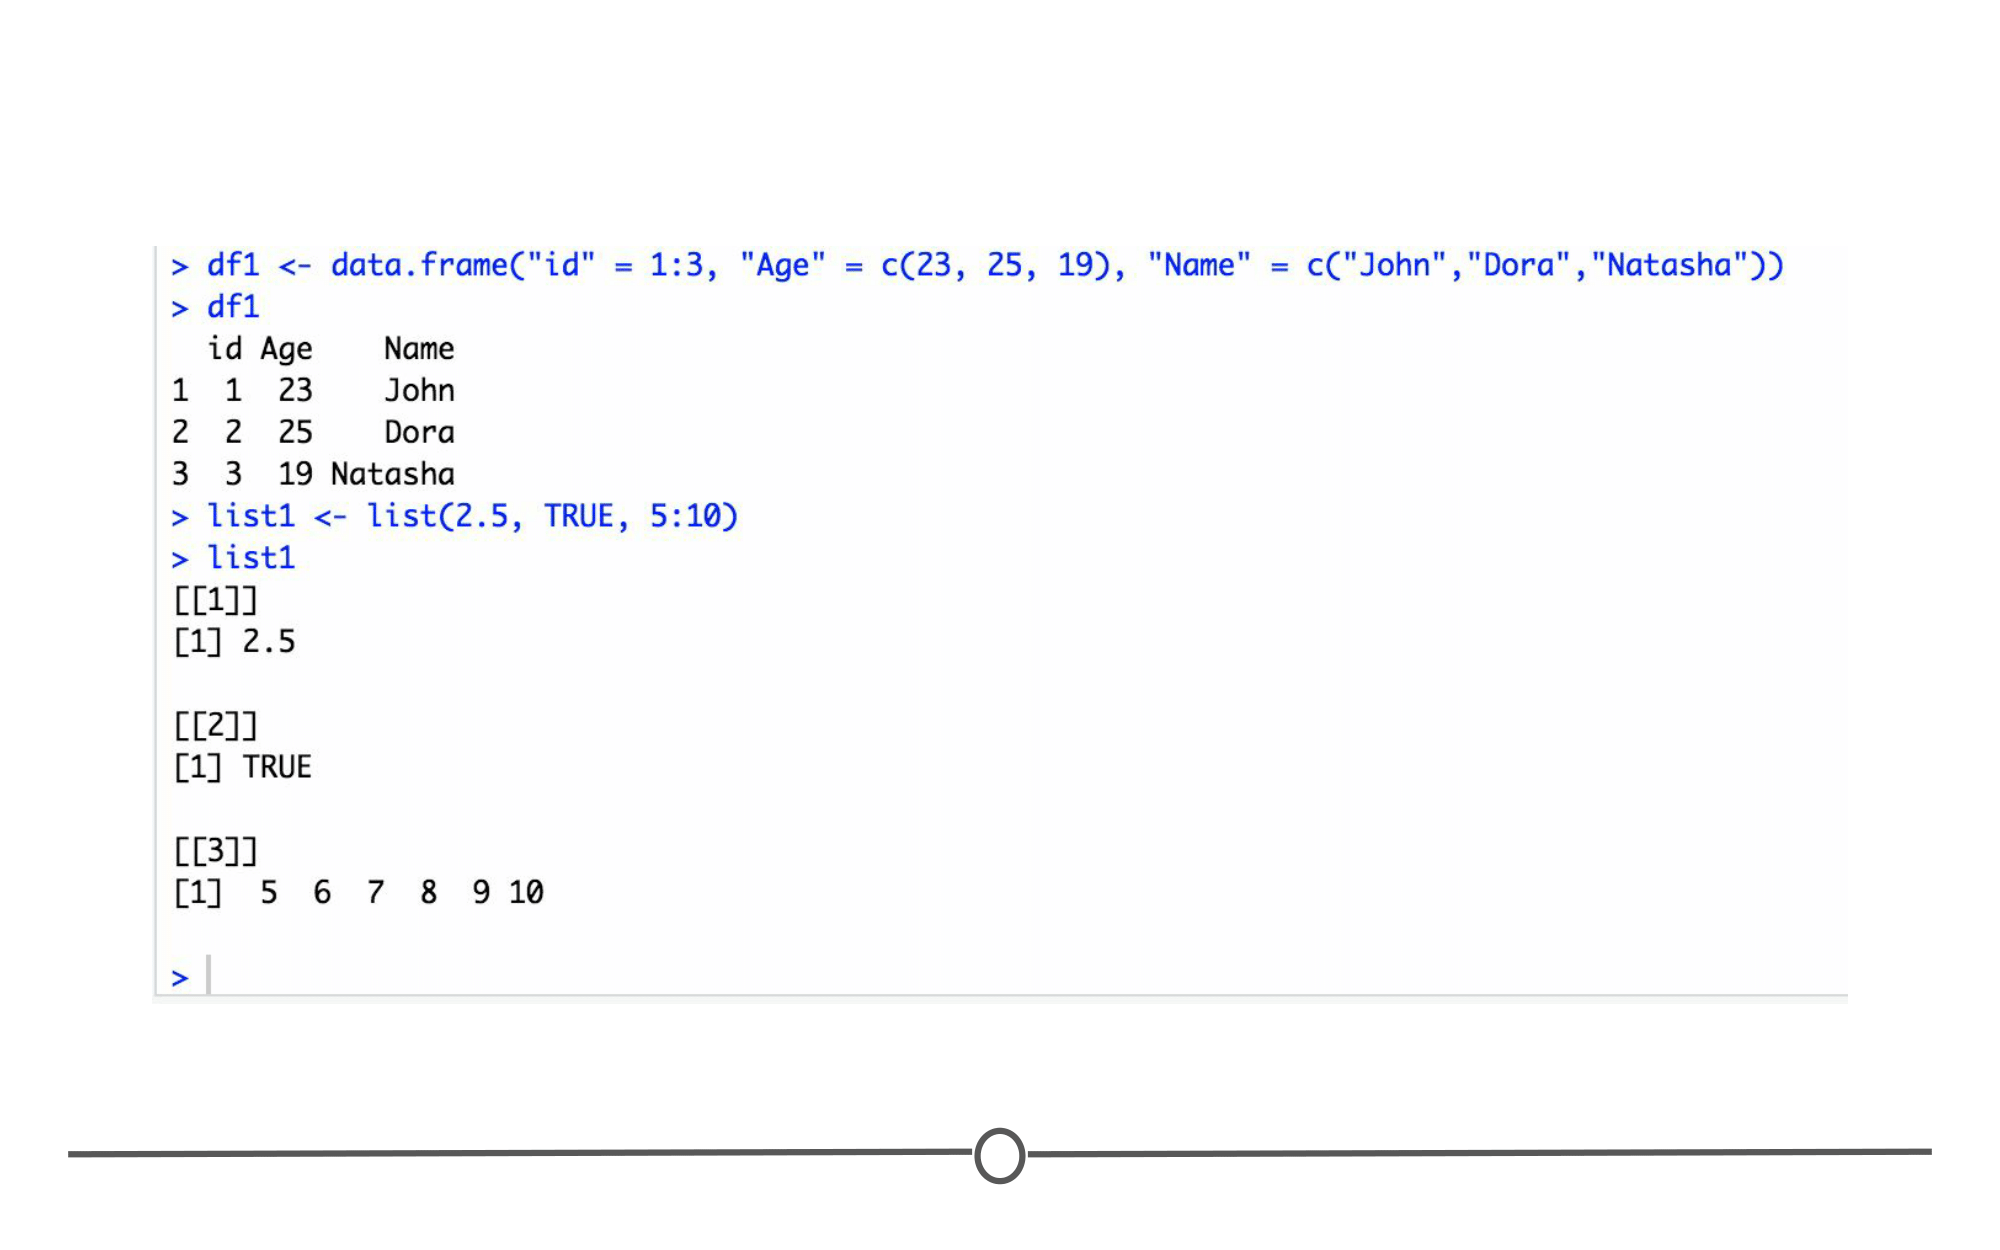 > df1 <- data.frame("id" = 1:3, "Age" = c(23, 25, 19), "Name" = c("John","Dora","Natasha"))
> df1
  id Age    Name
1  1  23    John
2  2  25    Dora
3  3  19 Natasha
> list1 <- list(2.5, TRUE, 5:10)
> list1
[[1]]
[1] 2.5

[[2]]
[1] TRUE

[[3]]
[1]  5  6  7  8  9 10

>